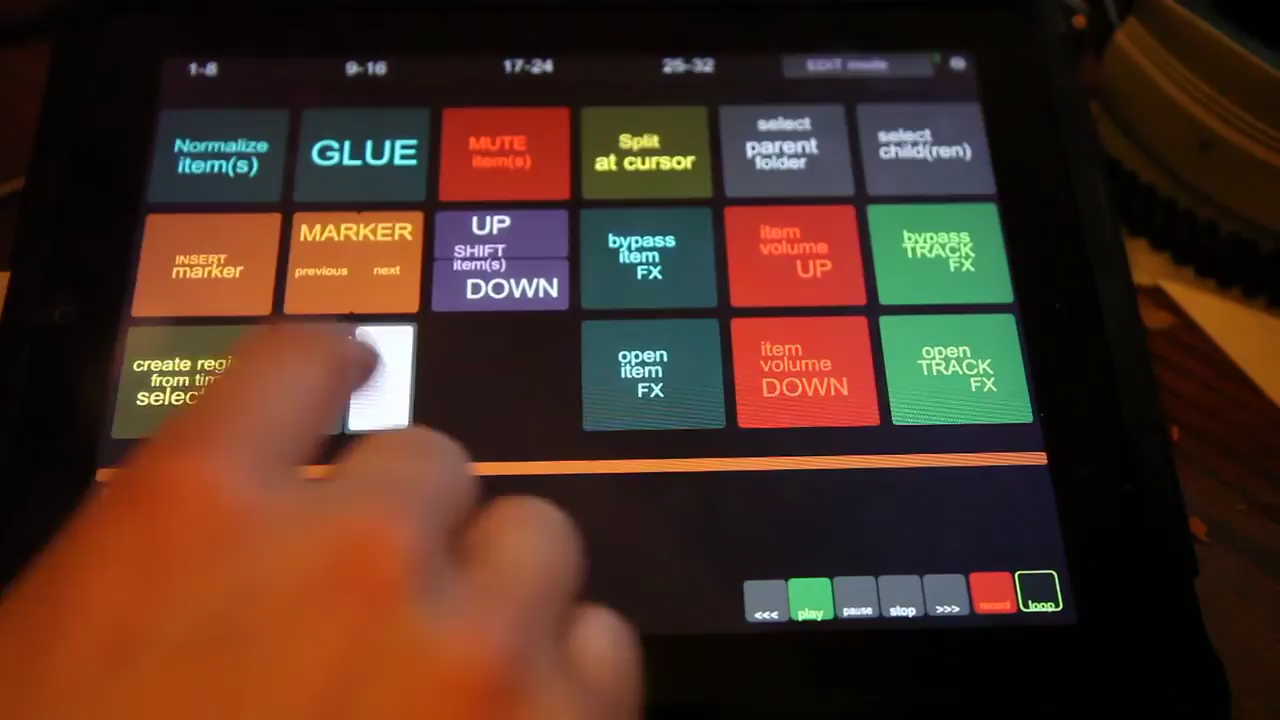 1-8 9-16 17-24 25-32 EDIT mode
Normalize
item(s)
GLUE
MUTE
item(s)
Split
at cursor
select
parent
folder
select
child(ren)
INSERT
marker
MARKER
previous next
UP
SHIFT
item(s)
DOWN
bypass
item
FX
item
volume
UP
bypass
TRACK
FX
create regi
from tim
selec
open
item
FX
item
volume
DOWN
open
TRACK
FX
<<< play pause stop >>> record loop